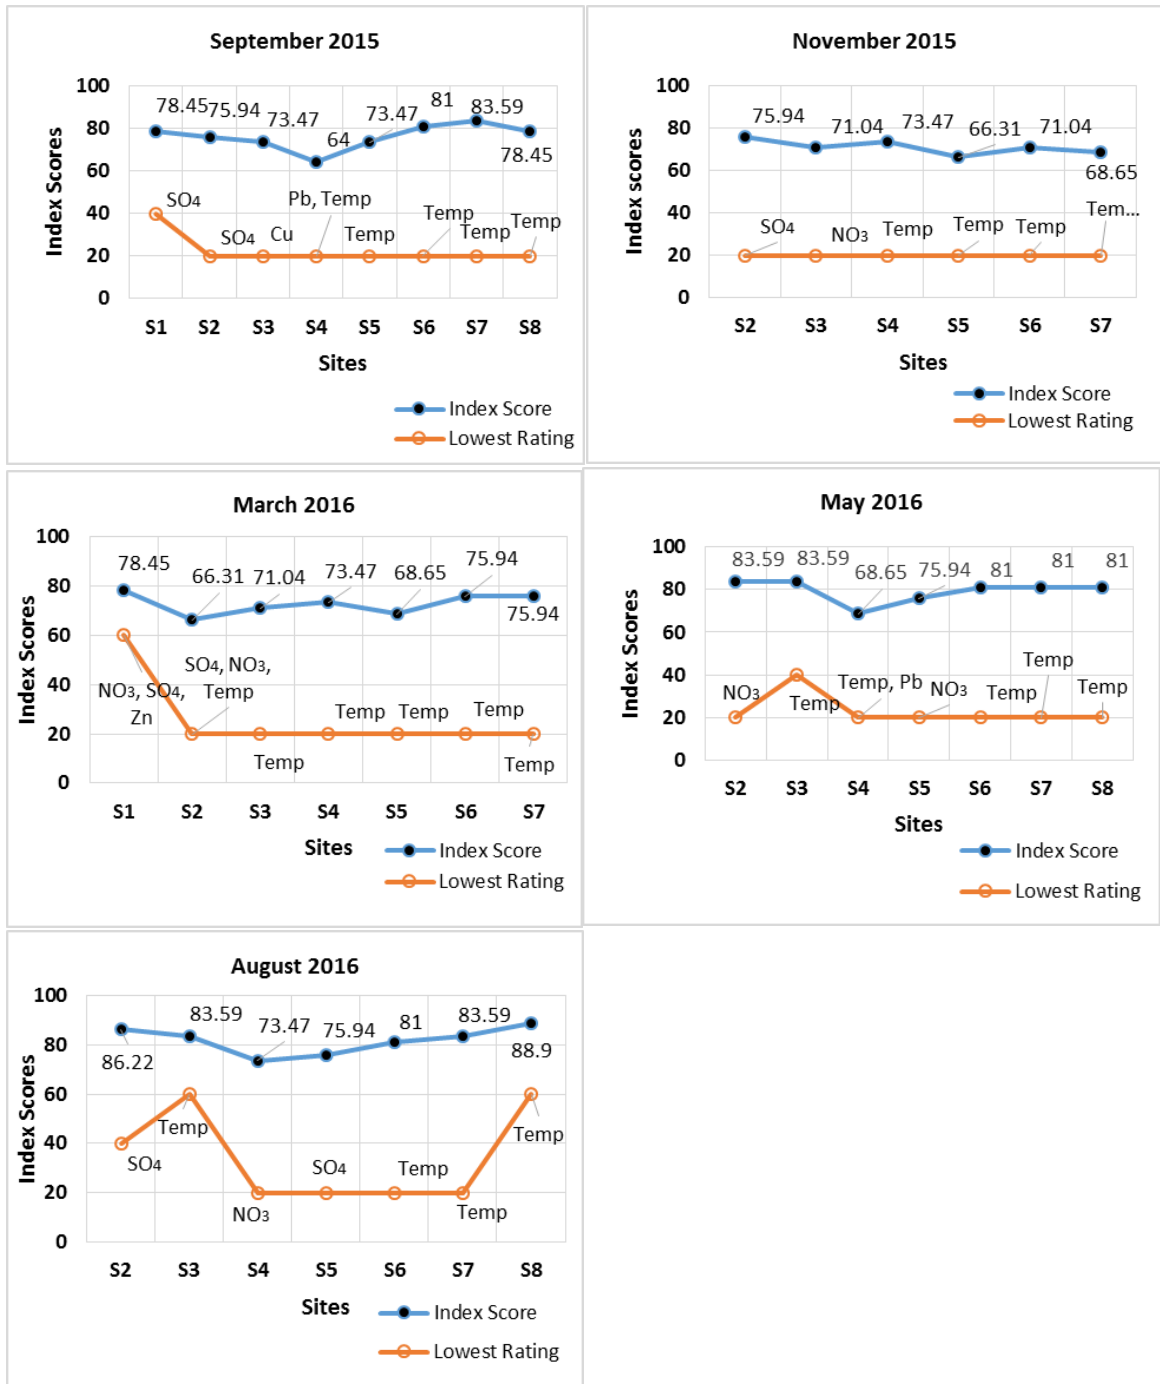 September 2015
100
80
60
40
20
0
Index Scores
78.45
75.94
73.47
64
73.47
81
83.59
78.45
SO4
SO4
Cu
Pb, Temp
Temp
Temp
Temp
Temp
S1 S2 S3 S4 S5 S6 S7 S8
Sites
Index Score
Lowest Rating
November 2015
100
80
60
40
20
0
Index scores
75.94
71.04
73.47
66.31
71.04
68.65
SO4
NO3
Temp
Temp
Temp
Tem...
S2 S3 S4 S5 S6 S7
Sites
Index Score
Lowest Rating
March 2016
100
80
60
40
20
0
Index Scores
78.45
66.31
71.04
73.47
68.65
75.94
75.94
NO3, SO4,
Zn
SO4, NO3,
Temp
Temp
Temp
Temp
Temp
Temp
S1 S2 S3 S4 S5 S6 S7
Sites
Index Score
Lowest Rating
May 2016
100
80
60
40
20
0
Index Scores
83.59
83.59
68.65
75.94
81
81
81
NO3
Temp
Temp, Pb
NO3
Temp
Temp
Temp
S2 S3 S4 S5 S6 S7 S8
Sites
Index Score
Lowest Rating
August 2016
100
80
60
40
20
0
Index Scores
86.22
83.59
73.47
75.94
81
83.59
88.9
SO4
Temp
NO3
SO4
Temp
Temp
Temp
S2 S3 S4 S5 S6 S7 S8
Sites
Index Score
Lowest Rating